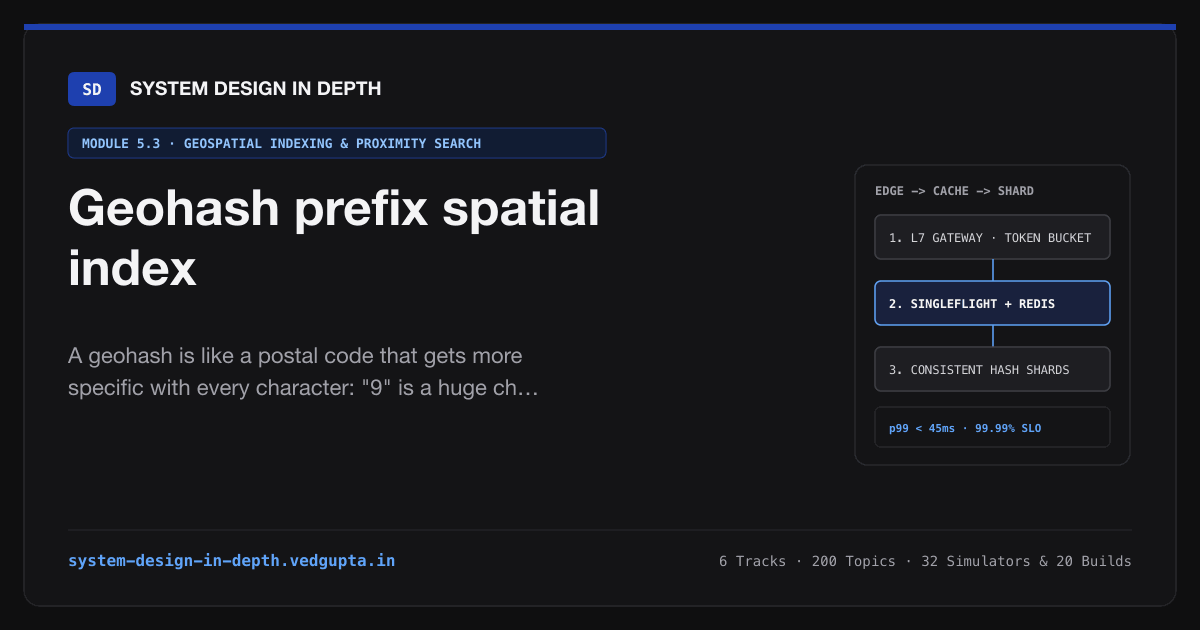 SD SYSTEM DESIGN IN DEPTH
MODULE 5.3 · GEOSPATIAL INDEXING & PROXIMITY SEARCH
Geohash prefix spatial
index
A geohash is like a postal code that gets more
specific with every character: "9" is a huge ch…
EDGE —> CACHE —> SHARD
1. L7 GATEWAY · TOKEN BUCKET
2. SINGLEFLIGHT + REDIS
3. CONSISTENT HASH SHARDS
p99 < 45ms · 99.99% SLO
system-design-in-depth.vedgupta.in
6 Tracks · 200 Topics · 32 Simulators & 20 Builds